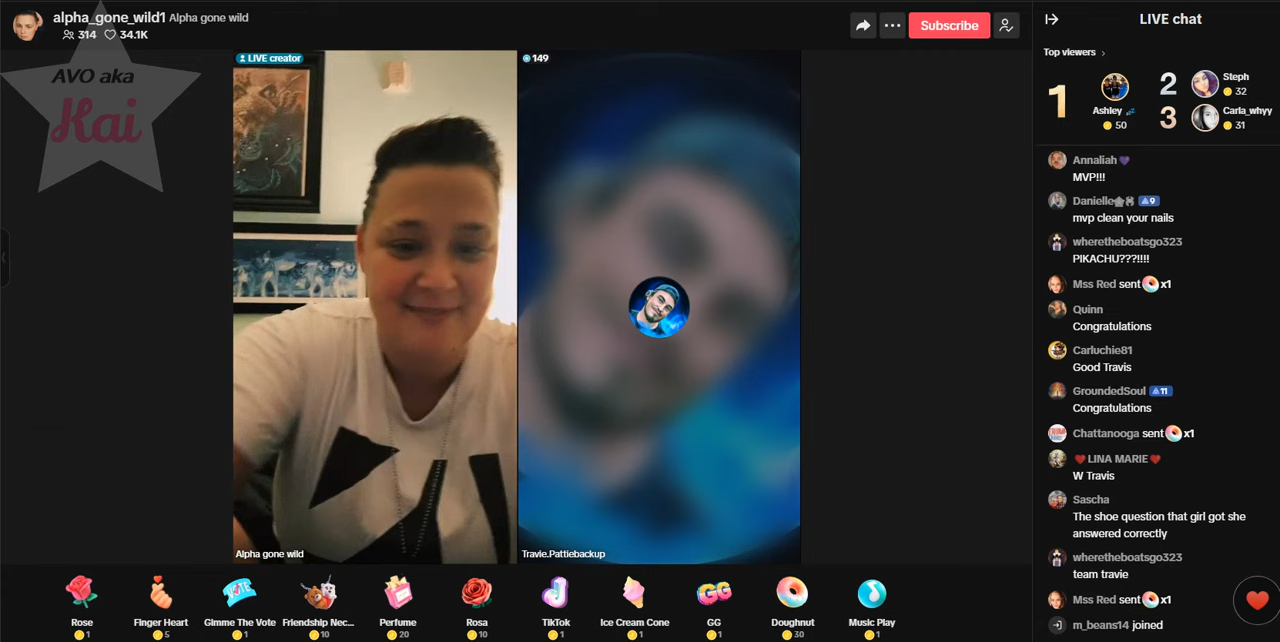 alpha_gone_wild1 Alpha gone wild
314 34.1K
Subscribe
AVO aka
Kai
LIVE creator
149
Alpha gone wild
Travie.Pattiebackup
Rose
1
Finger Heart
5
Gimme The Vote
1
Friendship Nec...
10
Perfume
20
Rosa
10
TikTok
1
Ice Cream Cone
1
GG
1
Doughnut
30
Music Play
1
LIVE chat
Top viewers
1
Ashley
50
2
Steph
32
3
Carla_whyy
31
Annaliah
MVP!!!
Danielle 9
mvp clean your nails
wheretheboatsgo323
PIKACHU???!!!!
Mss Red sent x1
Quinn
Congratulations
Carluchie81
Good Travis
GroundedSoul 11
Congratulations
Chattanooga sent x1
LINA MARIE
W Travis
Sascha
The shoe question that girl got she
answered correctly
wheretheboatsgo323
team travie
Mss Red sent x1
m_beans14 joined